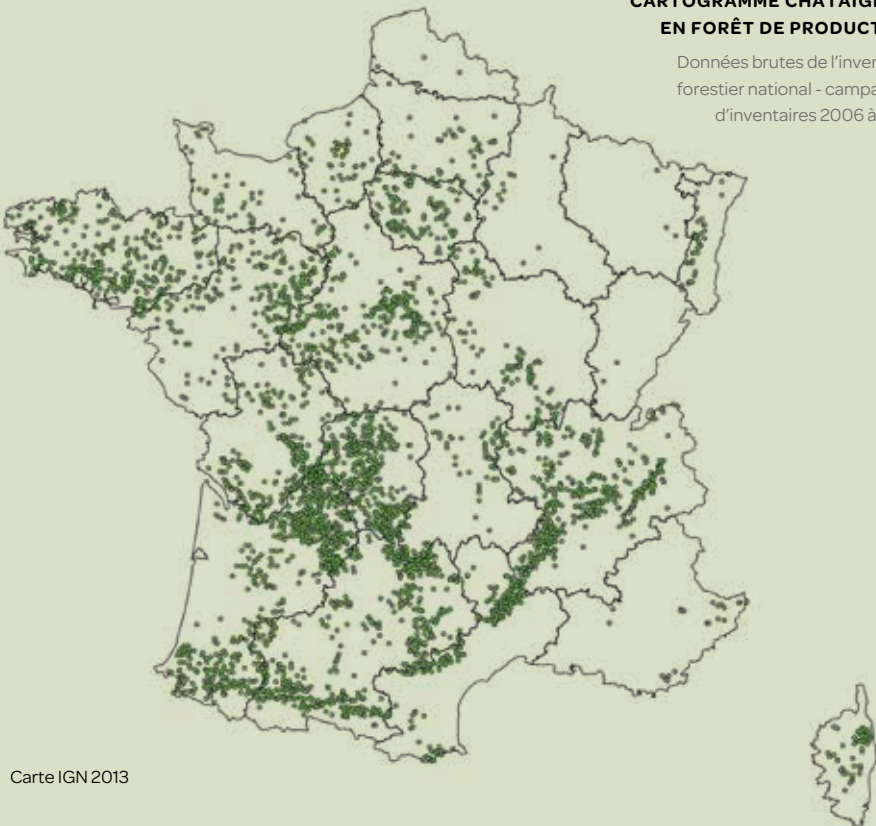 CARTOGRAMME CHÂTAIG
EN FORÊT DE PRODUCT
Données brutes de l'inver
forestier national - campa
d'inventaires 2006 à
Carte IGN 2013